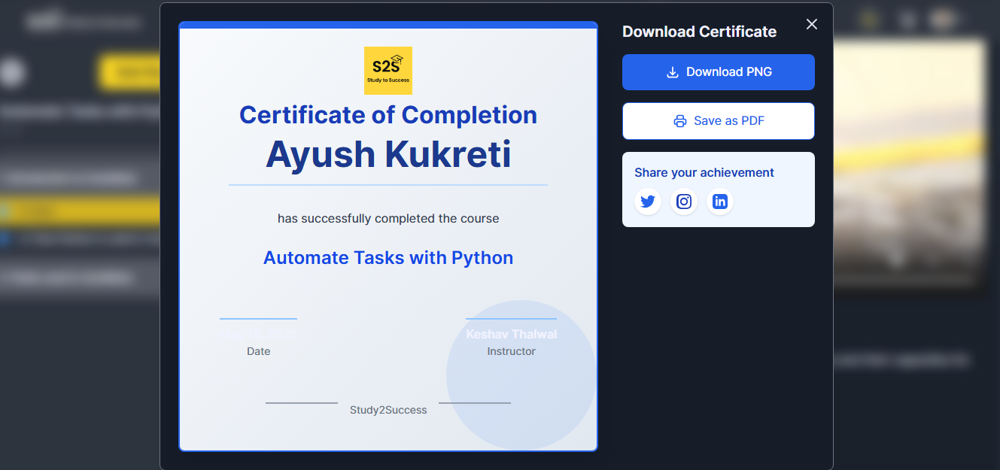 S2S
Study to Success
Certificate of Completion
Ayush Kukreti
has successfully completed the course
Automate Tasks with Python
Keshav Thalwal
Date
Instructor
Study2Success
Download Certificate
Download PNG
Save as PDF
Share your achievement